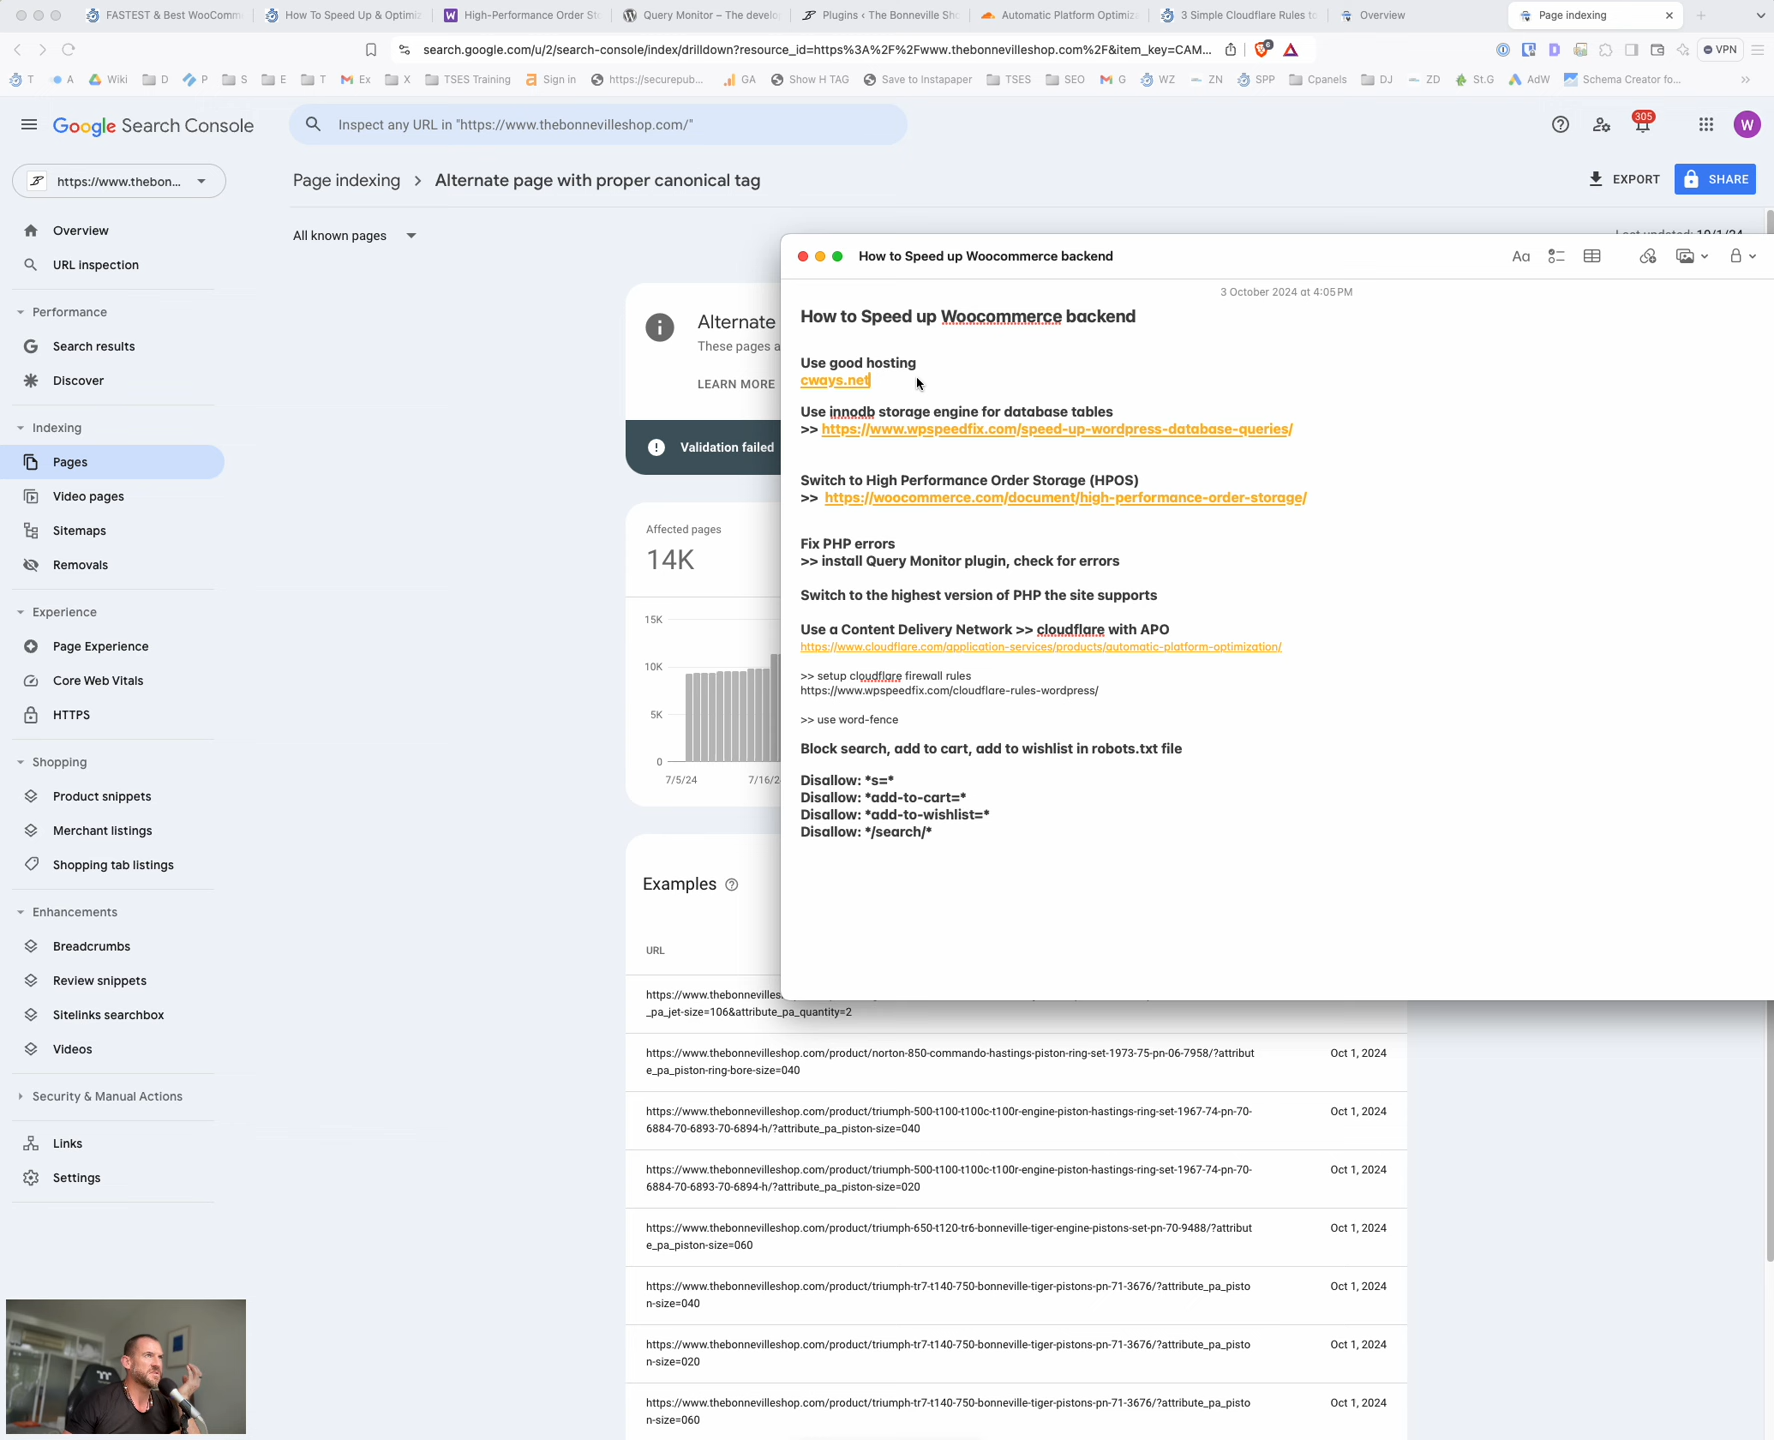 FASTEST & Best WooComm
How To Speed Up & Optimiz
High-Performance Order St
Query Monitor – The develo
Plugins ‹ The Bonneville Sh
Automatic Platform Optimiz
3 Simple Cloudflare Rules to
Overview
Page indexing
search.google.com/u/2/search-console/index/drilldown?resource_id=https%3A%2F%2Fwww.thebonnevilleshop.com%2F&item_key=CAM...
6
VPN
T
A
Wiki
D
P
S
E
T
Ex
X
TSES Training
Sign in
https://securepub...
GA
Show H TAG
Save to Instapaper
TSES
SEO
G
WZ
ZN
SPP
Cpanels
DJ
ZD
St.G
AdW
Schema Creator fo...
Google Search Console
Inspect any URL in "https://www.thebonnevilleshop.com/"
305
W
https://www.thebon...
Page indexing > Alternate page with proper canonical tag
EXPORT
SHARE
Overview
URL inspection
Performance
Search results
Discover
Indexing
Pages
Video pages
Sitemaps
Removals
Experience
Page Experience
Core Web Vitals
HTTPS
Shopping
Product snippets
Merchant listings
Shopping tab listings
Enhancements
Breadcrumbs
Review snippets
Sitelinks searchbox
Videos
Security & Manual Actions
Links
Settings
All known pages
Alternate
These pages a
LEARN MORE
Validation failed
Affected pages
14K
15K
10K
5K
0
7/5/24
7/16/2
How to Speed up Woocommerce backend
Aa
3 October 2024 at 4:05 PM
How to Speed up Woocommerce backend
Use good hosting
cways.net
Use innodb storage engine for database tables
>> https://www.wpspeedfix.com/speed-up-wordpress-database-queries/
Switch to High Performance Order Storage (HPOS)
>> https://woocommerce.com/document/high-performance-order-storage/
Fix PHP errors
>> install Query Monitor plugin, check for errors
Switch to the highest version of PHP the site supports
Use a Content Delivery Network >> cloudflare with APO
https://www.cloudflare.com/application-services/products/automatic-platform-optimization/
>> setup cloudflare firewall rules
https://www.wpspeedfix.com/cloudflare-rules-wordpress/
>> use word-fence
Block search, add to cart, add to wishlist in robots.txt file
Disallow: *s=*
Disallow: *add-to-cart=*
Disallow: *add-to-wishlist=*
Disallow: */search/*
Examples
URL
https://www.thebonnevilles
_pa_jet-size=106&attribute_pa_quantity=2
https://www.thebonnevilleshop.com/product/norton-850-commando-hastings-piston-ring-set-1973-75-pn-06-7958/?attribut
e_pa_piston-ring-bore-size=040
Oct 1, 2024
https://www.thebonnevilleshop.com/product/triumph-500-t100-t100c-t100r-engine-piston-hastings-ring-set-1967-74-pn-70-
6884-70-6893-70-6894-h/?attribute_pa_piston-size=040
Oct 1, 2024
https://www.thebonnevilleshop.com/product/triumph-500-t100-t100c-t100r-engine-piston-hastings-ring-set-1967-74-pn-70-
6884-70-6893-70-6894-h/?attribute_pa_piston-size=020
Oct 1, 2024
https://www.thebonnevilleshop.com/product/triumph-650-t120-tr6-bonneville-tiger-engine-pistons-set-pn-70-9488/?attribut
e_pa_piston-size=060
Oct 1, 2024
https://www.thebonnevilleshop.com/product/triumph-tr7-t140-750-bonneville-tiger-pistons-pn-71-3676/?attribute_pa_pisto
n-size=040
Oct 1, 2024
https://www.thebonnevilleshop.com/product/triumph-tr7-t140-750-bonneville-tiger-pistons-pn-71-3676/?attribute_pa_pisto
n-size=020
Oct 1, 2024
https://www.thebonnevilleshop.com/product/triumph-tr7-t140-750-bonneville-tiger-pistons-pn-71-3676/?attribute_pa_pisto
n-size=060
Oct 1, 2024